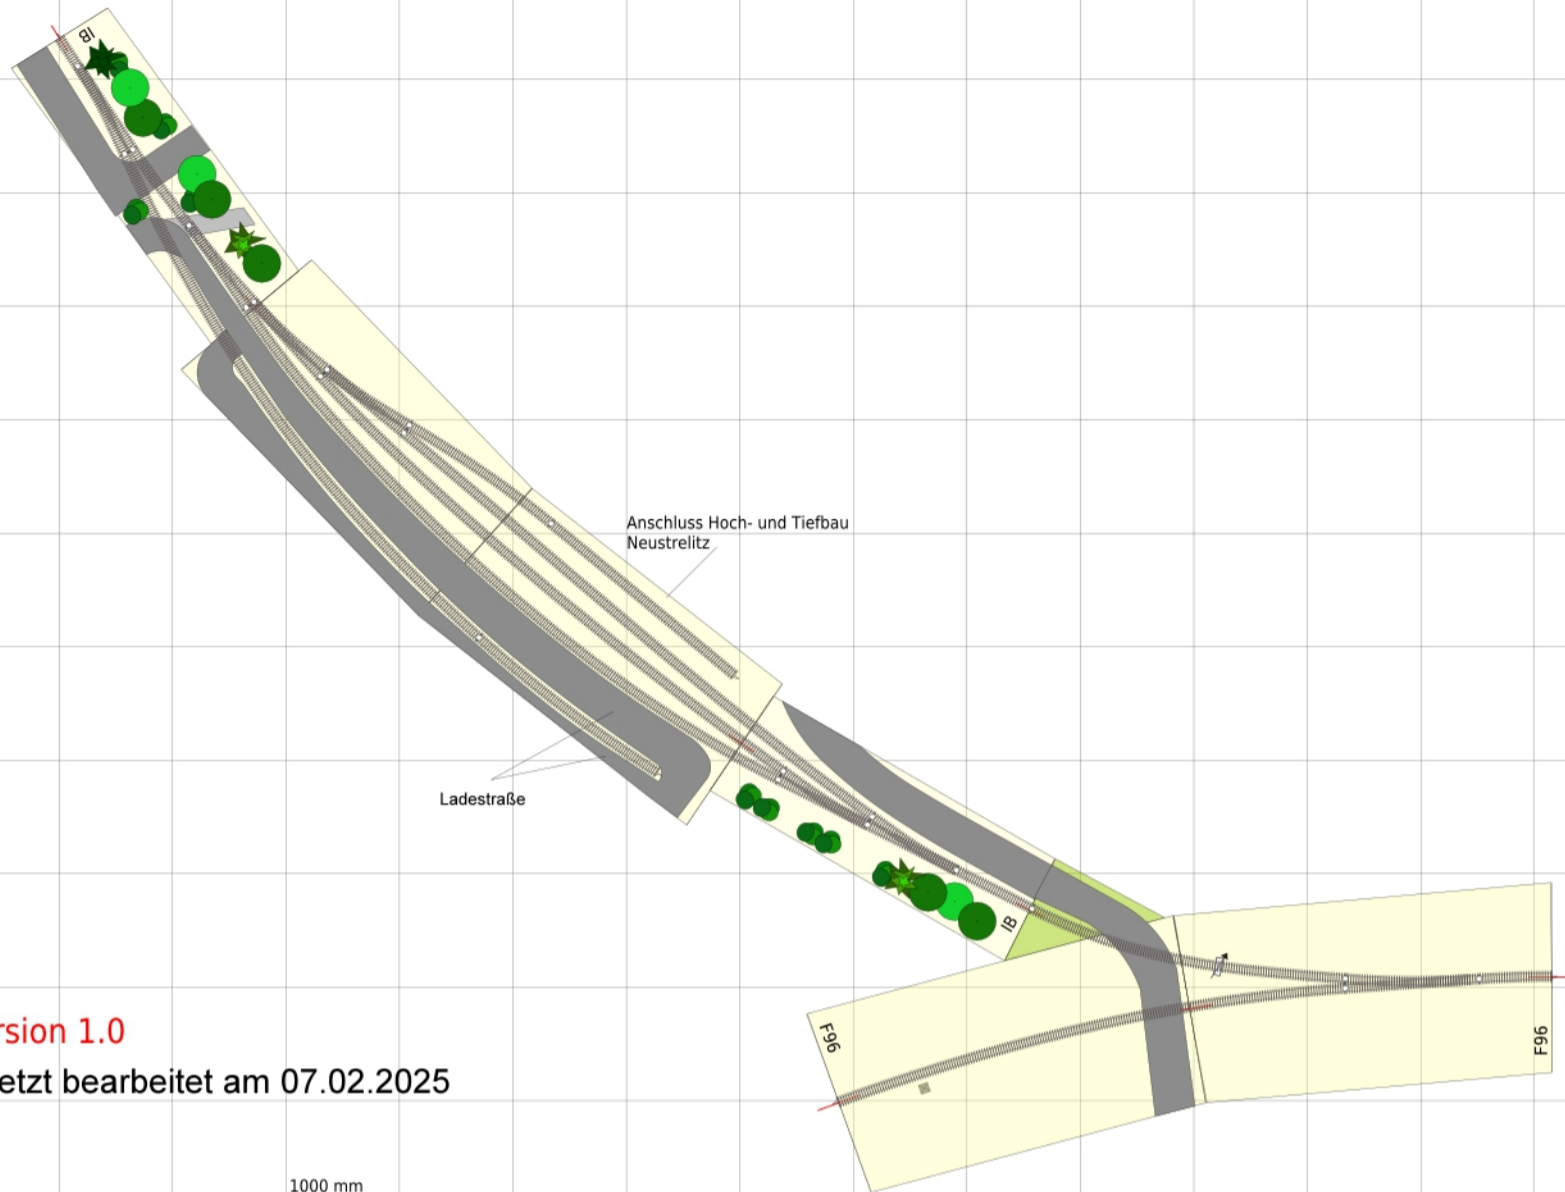 IB
Anschluss Hoch- und Tiefbau
Neustrelitz
Ladestraße
IB
F96
F96
rsion 1.0
etzt bearbeitet am 07.02.2025
1000 mm